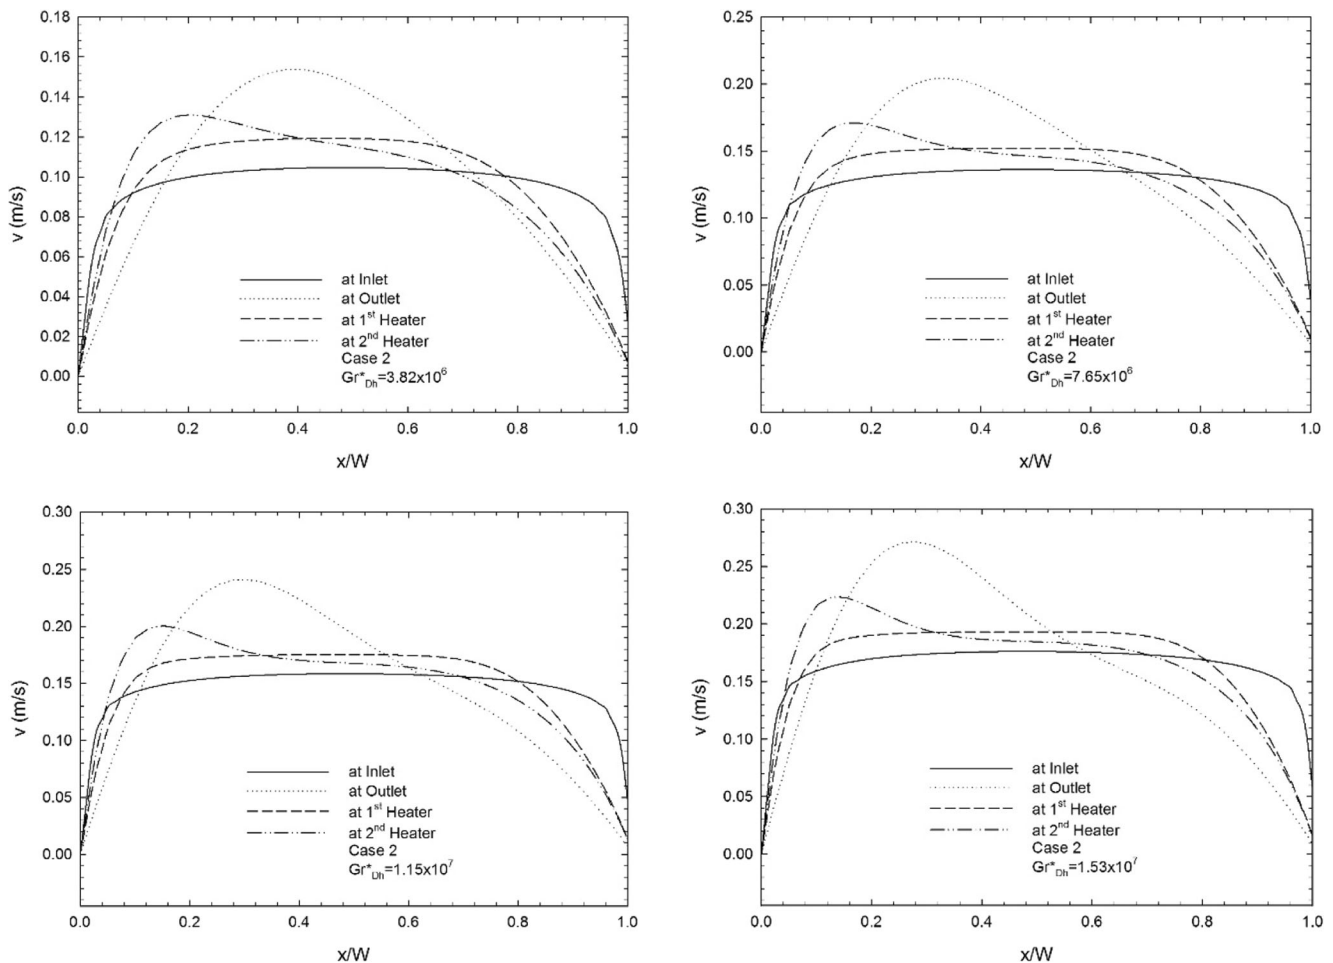 0.18
0.16
0.14
0.12
0.10
0.08
0.06
0.04
0.02
0.00
v (m/s)
at Inlet
at Outlet
at 1st Heater
at 2nd Heater
Case 2
Gr*Dh=3.82x10^6
0.0 0.2 0.4 0.6 0.8 1.0
x/W
0.25
0.20
0.15
0.10
0.05
0.00
v (m/s)
at Inlet
at Outlet
at 1st Heater
at 2nd Heater
Case 2
Gr*Dh=7.65x10^6
0.0 0.2 0.4 0.6 0.8 1.0
x/W
0.30
0.25
0.20
0.15
0.10
0.05
0.00
v (m/s)
at Inlet
at Outlet
at 1st Heater
at 2nd Heater
Case 2
Gr*Dh=1.15x10^7
0.0 0.2 0.4 0.6 0.8 1.0
x/W
0.30
0.25
0.20
0.15
0.10
0.05
0.00
v (m/s)
at Inlet
at Outlet
at 1st Heater
at 2nd Heater
Case 2
Gr*Dh=1.53x10^7
0.0 0.2 0.4 0.6 0.8 1.0
x/W